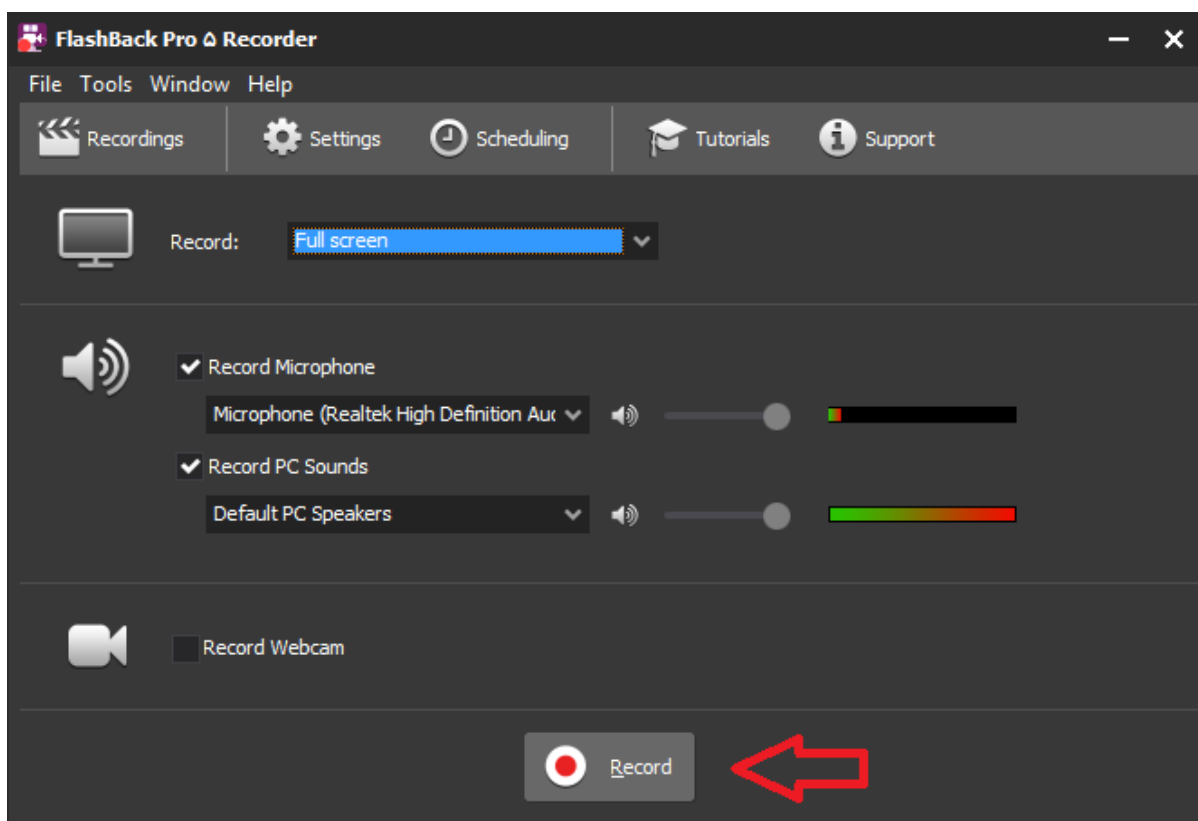 FlashBack Pro ۵ Recorder
File Tools Window Help
Recordings Settings Scheduling Tutorials Support
Record: Full screen
Record Microphone
Microphone (Realtek High Definition Auc
Record PC Sounds
Default PC Speakers
Record Webcam
Record